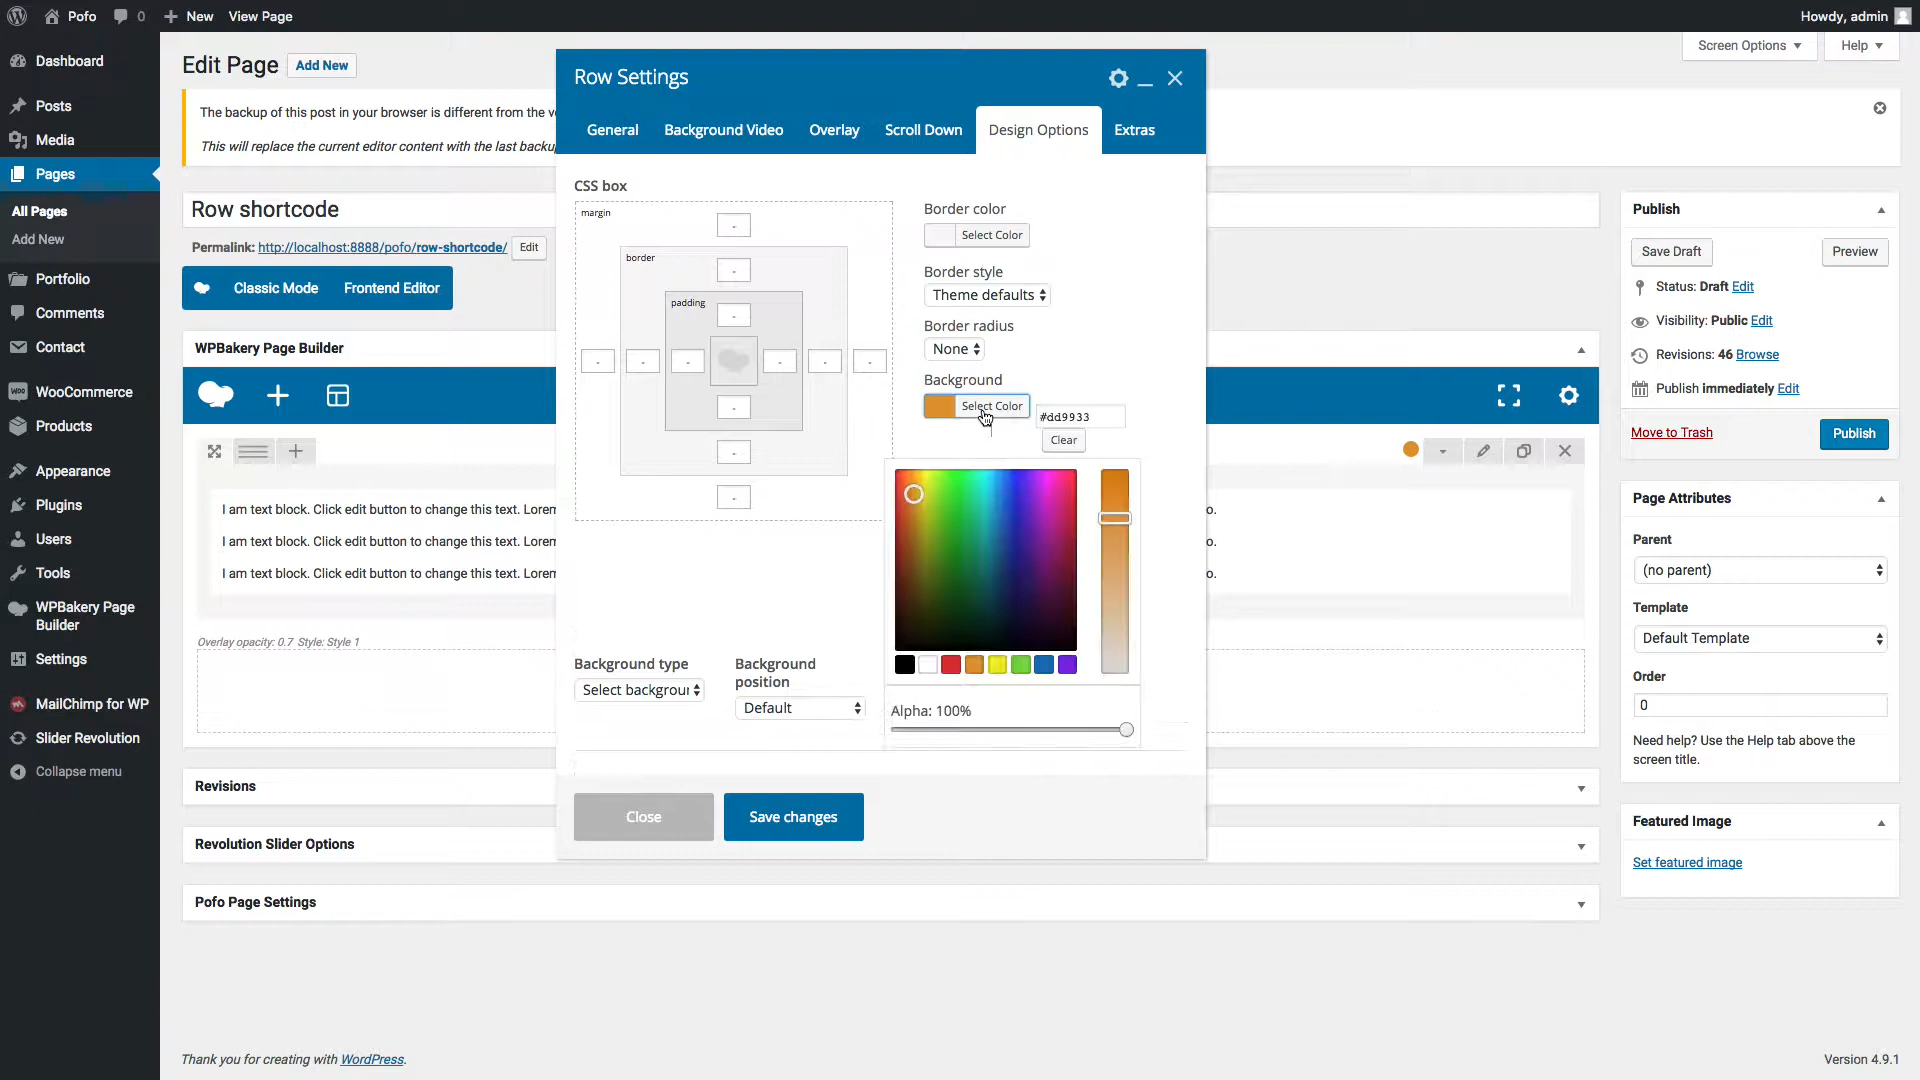 Pofo
0
New
View Page
Howdy, admin
Dashboard
Posts
Media
Pages
All Pages
Add New
Portfolio
Comments
Contact
WooCommerce
Products
Appearance
Plugins
Users
Tools
WPBakery Page
Builder
Settings
MailChimp for WP
Slider Revolution
Collapse menu
Edit Page
Add New
Screen Options
Help
The backup of this post in your browser is different from the
This will replace the current editor content with the last
Row shortcode
Permalink: http://localhost:8888/pofo/row-shortcode/
Edit
Classic Mode
Frontend Editor
WPBakery Page Builder
I am text block. Click edit button to change this text. Lorem
I am text block. Click edit button to change this text. Lorem
I am text block. Click edit button to change this text. Lorem
o.
o.
o.
Overlay opacity: 0.7 Style: Style 1
Revisions
Revolution Slider Options
Pofo Page Settings
Row Settings
General
Background Video
Overlay
Scroll Down
Design Options
Extras
CSS box
margin
border
padding
-
-
-
-
-
-
-
-
-
-
-
-
Border color
Select Color
Border style
Theme defaults
Border radius
None
Background
Select Color
#dd9933
Clear
Alpha: 100%
Background type
Select backgrou
Background
position
Default
Close
Save changes
Publish
Save Draft
Preview
Status: Draft Edit
Visibility: Public Edit
Revisions: 46 Browse
Publish immediately Edit
Move to Trash
Publish
Page Attributes
Parent
(no parent)
Template
Default Template
Order
0
Need help? Use the Help tab above the
screen title.
Featured Image
Set featured image
Thank you for creating with WordPress.
Version 4.9.1